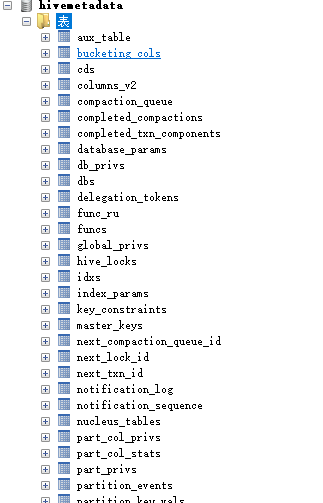 hivemetadata
表
aux_table
bucketing_cols
cds
columns_v2
compaction_queue
completed_compactions
completed_txn_components
database_params
db_privs
dbs
delegation_tokens
func_ru
funcs
global_privs
hive_locks
idxs
index_params
key_constraints
master_keys
next_compaction_queue_id
next_lock_id
next_txn_id
notification_log
notification_sequence
nucleus_tables
part_col_privs
part_col_stats
part_privs
partition_events
partition_key_vals